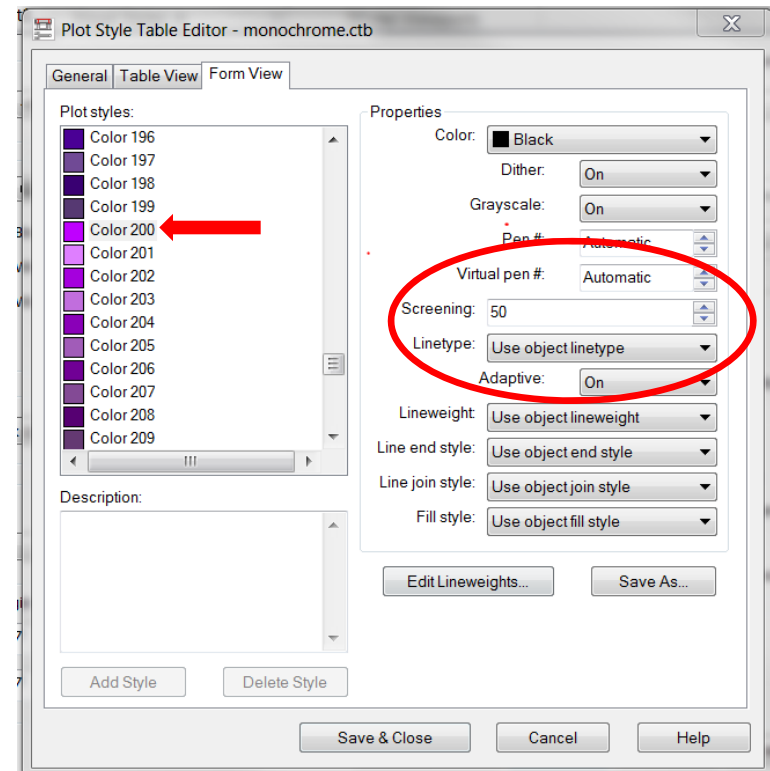 Plot Style Table Editor - monochrome.ctb
General Table View Form View
Plot styles:
Color 196
Color 197
Color 198
Color 199
Color 200
Color 201
Color 202
Color 203
Color 204
Color 205
Color 206
Color 207
Color 208
Color 209
Description:
Add Style Delete Style
Properties
Color: Black
Dither: On
Grayscale: On
Pen #: Automatic
Virtual pen #: Automatic
Screening: 50
Linetype: Use object linetype
Adaptive: On
Lineweight: Use object lineweight
Line end style: Use object end style
Line join style: Use object join style
Fill style: Use object fill style
Edit Lineweights... Save As...
Save & Close Cancel Help